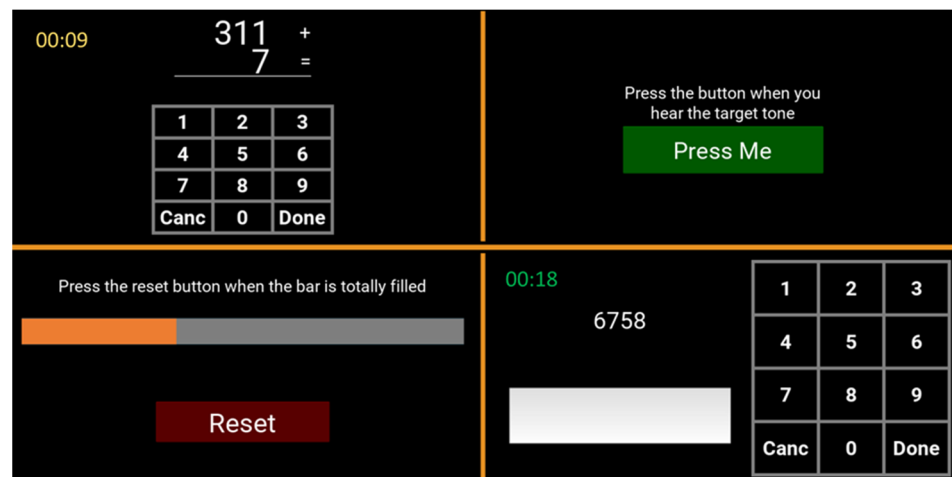 00:09
311 +
7 =
1 2 3
4 5 6
7 8 9
Canc 0 Done
Press the button when you
hear the target tone
Press Me
Press the reset button when the bar is totally filled
Reset
00:18
6758
1 2 3
4 5 6
7 8 9
Canc 0 Done